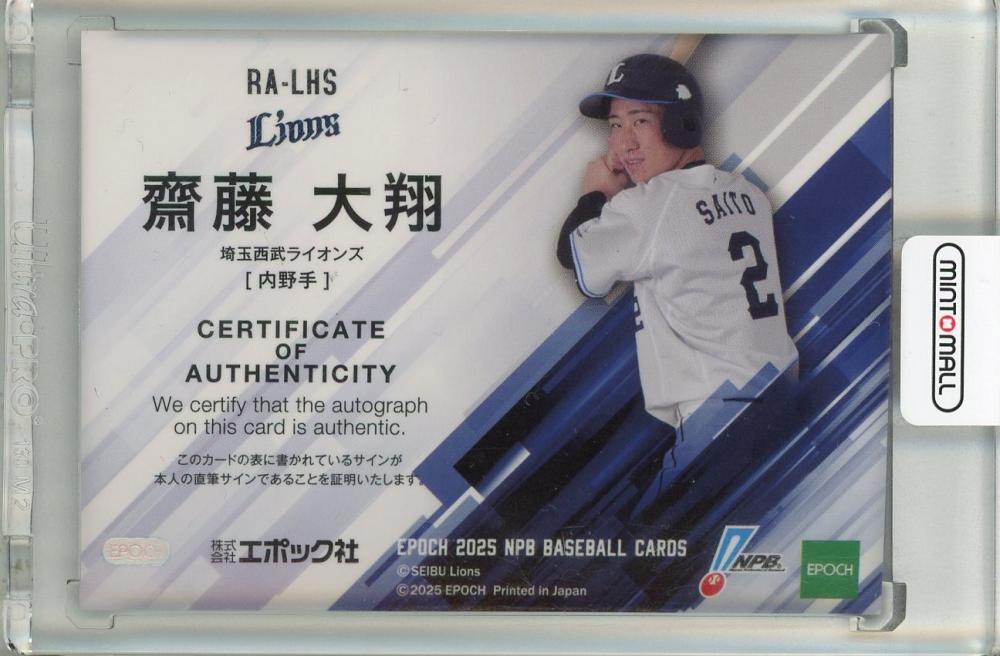 RA-LHS
Lions
齋藤 大翔
埼玉西武ライオンズ
[ 内野手 ]
CERTIFICATE
OF
AUTHENTICITY
We certify that the autograph
on this card is authentic.
このカードの表に書かれているサインが
本人の直筆サインであることを証明いたします。
EPOCH
株式会社エポック社
EPOCH 2025 NPB BASEBALL CARDS
©SEIBU Lions
©2025 EPOCH Printed in Japan
NPB
EPOCH
L
SAITO
2
MINT MALL
Ultra PRO